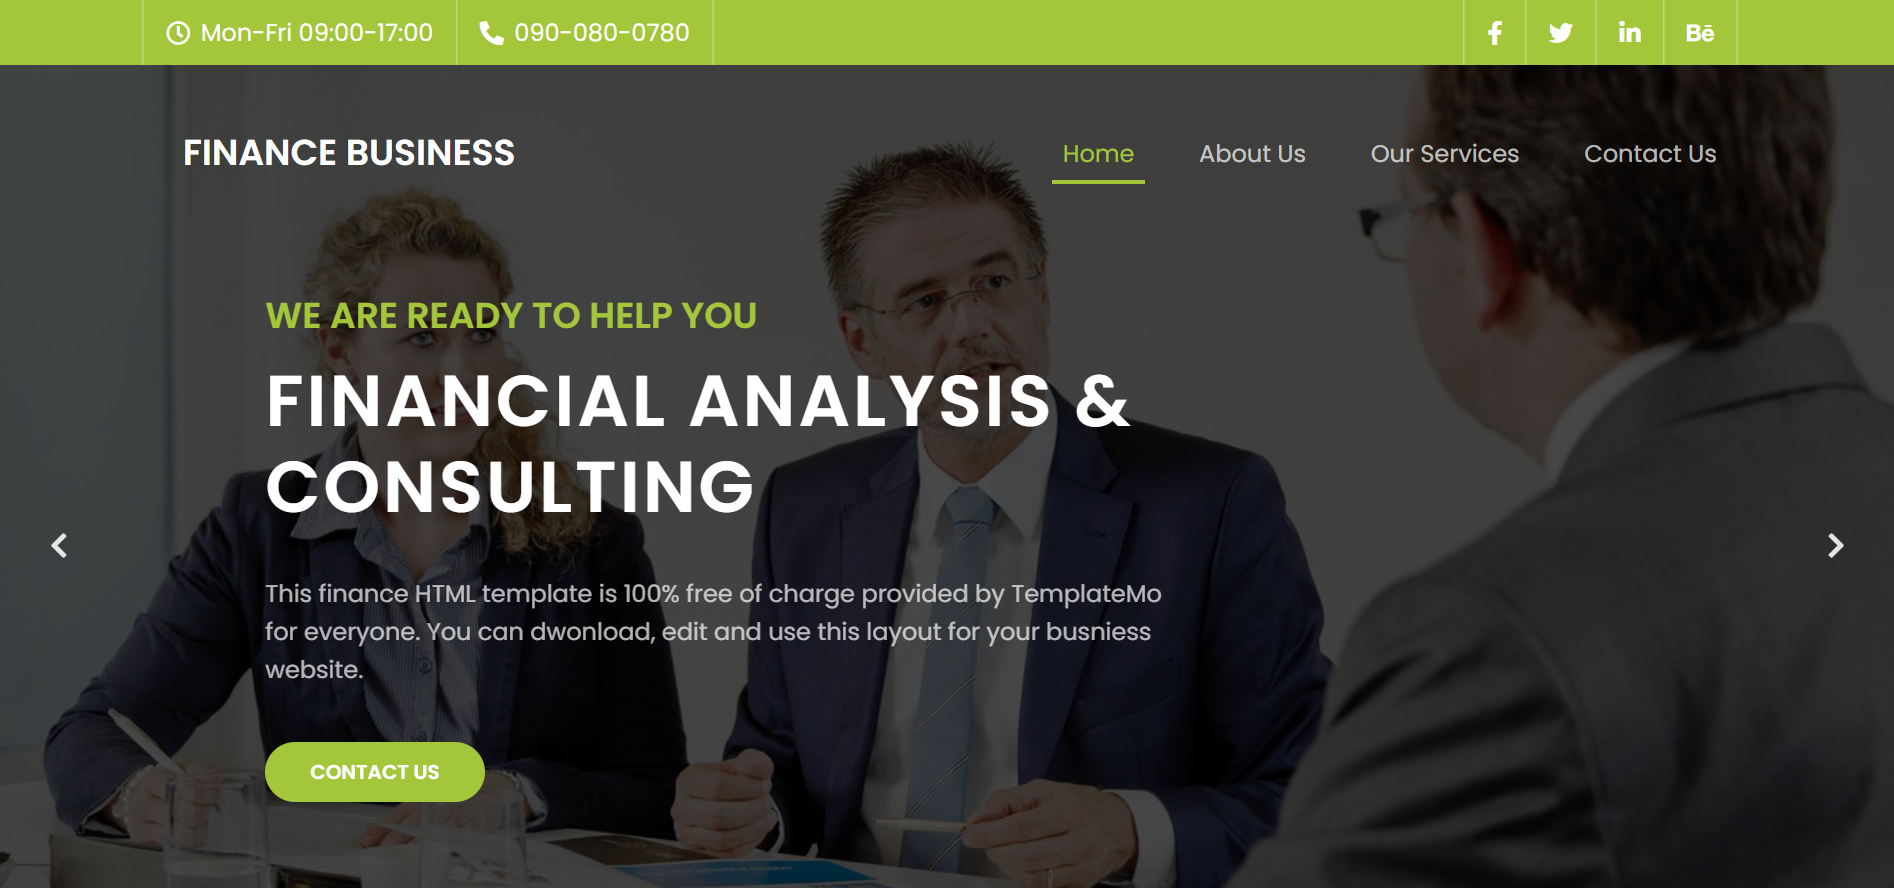 Mon-Fri 09:00-17:00
090-080-0780
Bē
FINANCE BUSINESS
Home
About Us
Our Services
Contact Us
WE ARE READY TO HELP YOU
FINANCIAL ANALYSIS &
CONSULTING
This finance HTML template is 100% free of charge provided by TemplateMo
for everyone. You can dwonload, edit and use this layout for your busniess
website.
CONTACT US